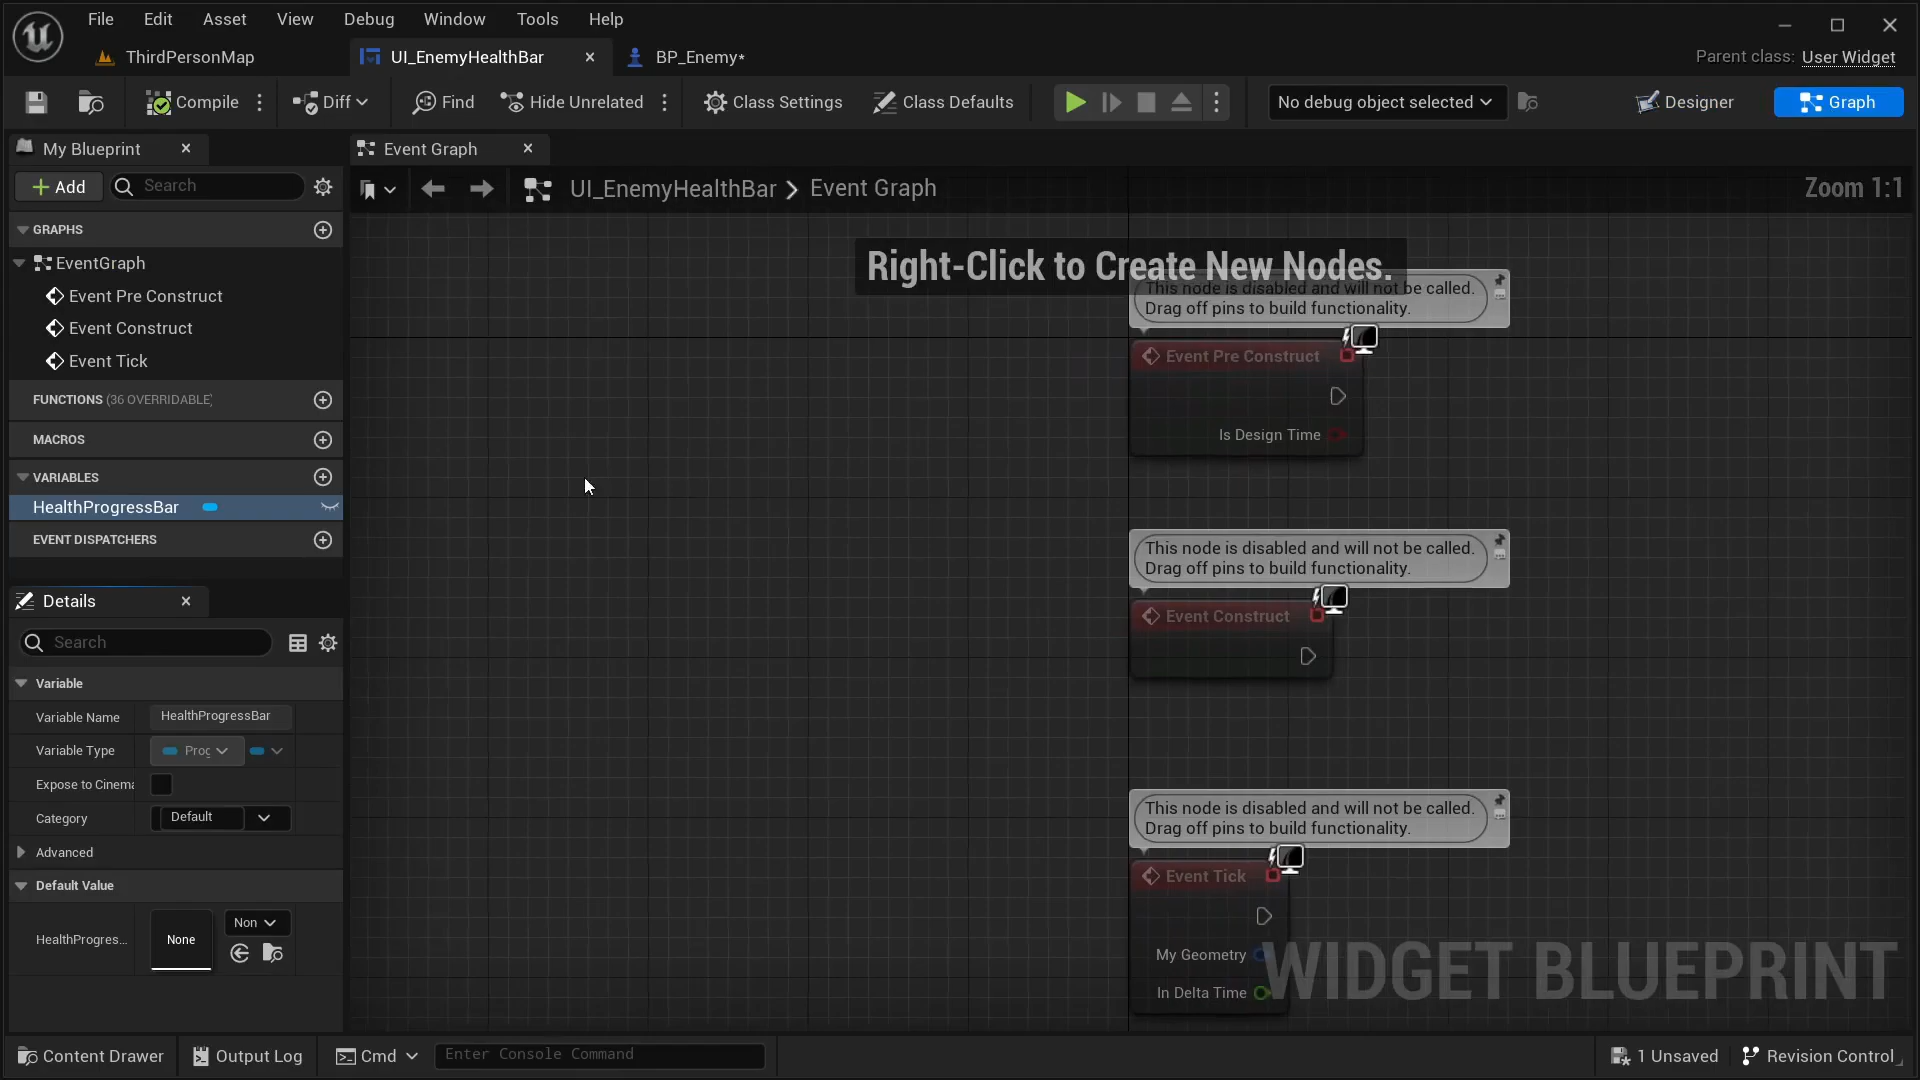 File Edit Asset View Debug Window Tools Help
ThirdPersonMap UI_EnemyHealthBar BP_Enemy*
Parent class: User Widget
Compile Diff Find Hide Unrelated Class Settings Class Defaults No debug object selected Designer Graph
My Blueprint
Event Graph
+ Add Search
UI_EnemyHealthBar > Event Graph
Zoom 1:1
GRAPHS
EventGraph
Event Pre Construct
Event Construct
Event Tick
FUNCTIONS (36 OVERRIDABLE)
MACROS
VARIABLES
HealthProgressBar
EVENT DISPATCHERS
Details
Search
Variable
Variable Name HealthProgressBar
Variable Type Prog
Expose to Cinema
Category Default
Advanced
Default Value
HealthProgres... None Non
Right-Click to Create New Nodes.
This node is disabled and will not be called.
Drag off pins to build functionality.
Event Pre Construct
Is Design Time
This node is disabled and will not be called.
Drag off pins to build functionality.
Event Construct
This node is disabled and will not be called.
Drag off pins to build functionality.
Event Tick
My Geometry
In Delta Time
WIDGET BLUEPRINT
Content Drawer Output Log Cmd Enter Console Command 1 Unsaved Revision Control